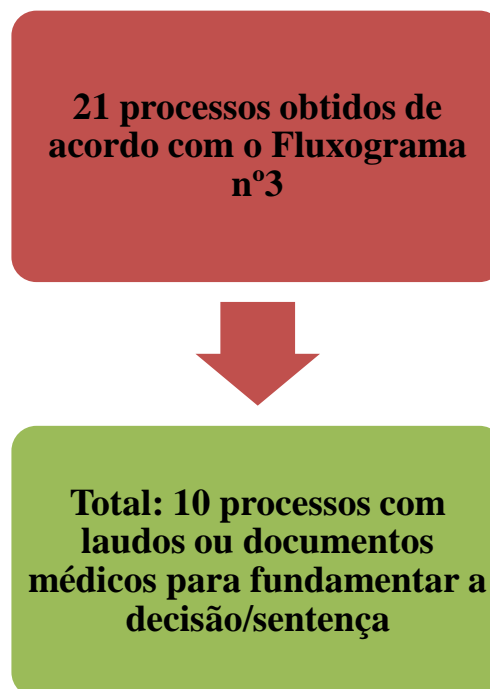 21 processos obtidos de
acordo com o Fluxograma
nº3
Total: 10 processos com
laudos ou documentos
médicos para fundamentar a
decisão/sentença